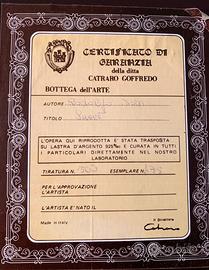 CERTIFICATO DI
GARANZIA
della ditta
CATRARO GOFFREDO
BOTTEGA dell'ARTE
AUTORE
TITOLO
L'OPERA QUI RIPRODOTTA E' STATA TRASPOSTA
SU LASTRA D'ARGENTO 925‰ E CURATA IN TUTTI
I PARTICOLARI DIRETTAMENTE NEL NOSTRO
LABORATORIO
TIRATURA N. ESEMPLARE N.
PER L'APPROVAZIONE
L'ARTISTA
L'ARTISTA E' NATO IL
MADE IN ITALY